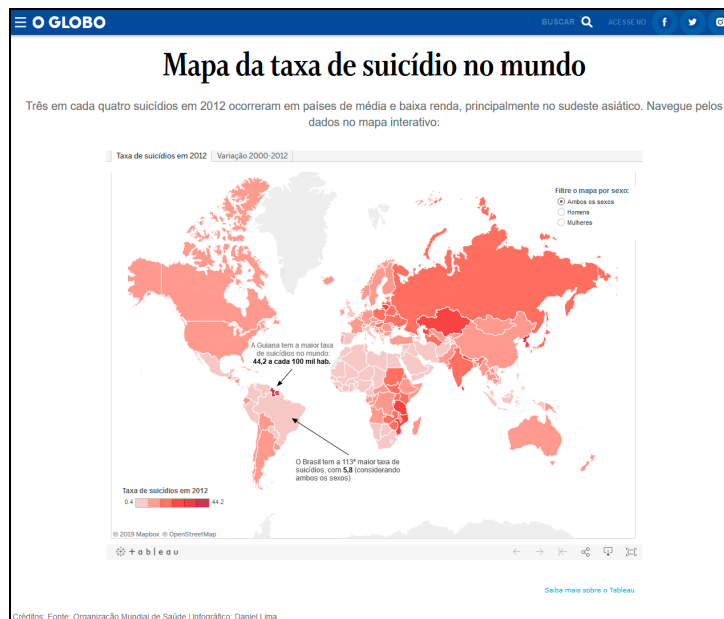 O GLOBO
BUSCAR
ACESSE NO
Mapa da taxa de suicídio no mundo
Três em cada quatro suicídios em 2012 ocorreram em países de média e baixa renda, principalmente no sudeste asiático. Navegue pelos
dados no mapa interativo:
Taxa de suicídios em 2012
Variação 2000-2012
Filtre o mapa por sexo:
Ambos os sexos
Homens
Mulheres
A Guiana tem a maior taxa
de suicídios no mundo:
44,2 a cada 100 mil hab.
O Brasil tem a 113ª maior taxa de
suicídios, com 5,8 (considerando
ambos os sexos)
Taxa de suicídios em 2012
0.4 44.2
© 2019 Mapbox © OpenStreetMap
+ableau
Saiba mais sobre o Tableau
Créditos: Fonte: Organização Mundial de Saúde | Infográfico: Daniel Lima